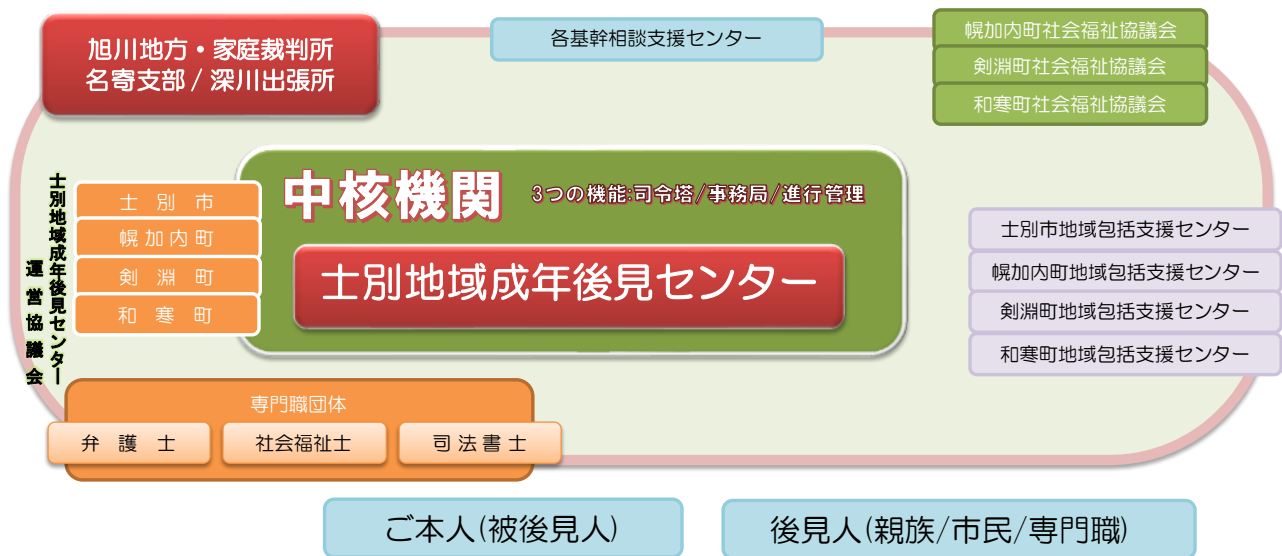 旭川地方・家庭裁判所
名寄支部/深川出張所
各基幹相談支援センター
幌加内町社会福祉協議会
剣淵町社会福祉協議会
和寒町社会福祉協議会
士別地域成年後見センター
運営協議会
士別市
幌加内町
剣淵町
和寒町
中核機関
3つの機能:司令塔/事務局/進行管理
士別地域成年後見センター
士別市地域包括支援センター
幌加内町地域包括支援センター
剣淵町地域包括支援センター
和寒町地域包括支援センター
専門職団体
弁護士
社会福祉士
司法書士
ご本人(被後見人)
後見人(親族/市民/専門職)